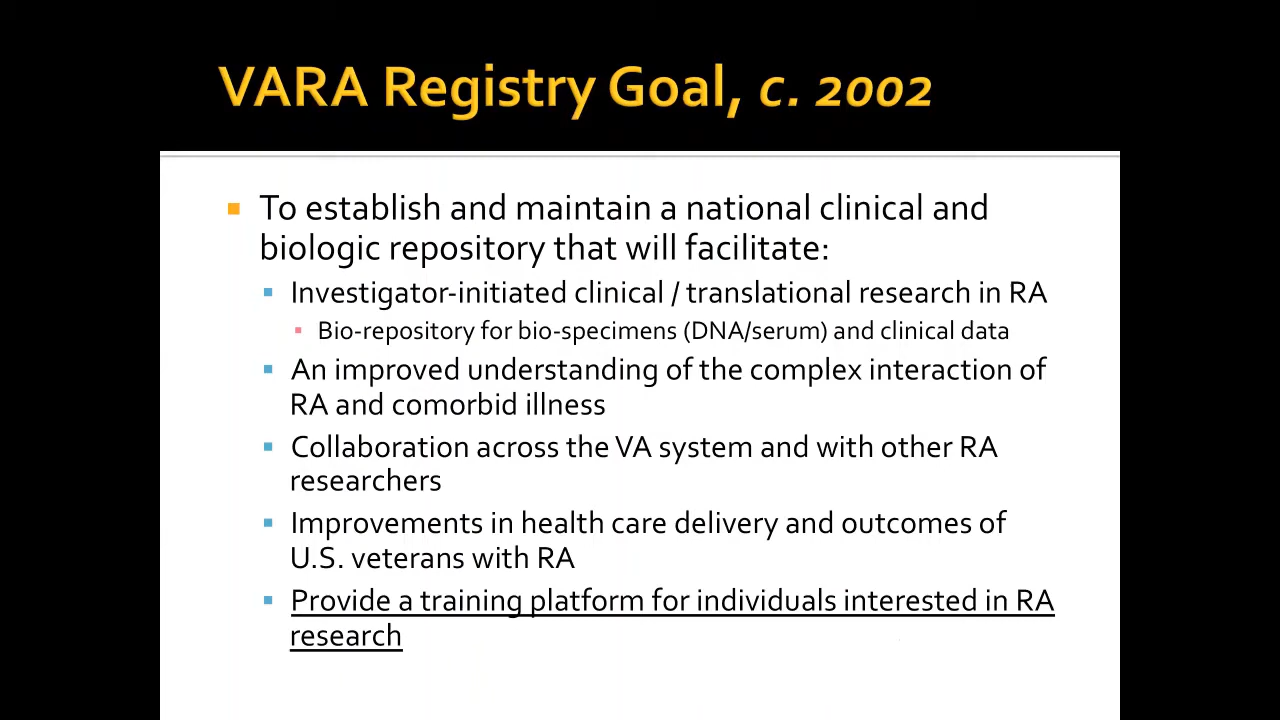 VARA Registry Goal, c. 2002
To establish and maintain a national clinical and
biologic repository that will facilitate:
Investigator-initiated clinical / translational research in RA
Bio-repository for bio-specimens (DNA/serum) and clinical data
An improved understanding of the complex interaction of
RA and comorbid illness
Collaboration across the VA system and with other RA
researchers
Improvements in health care delivery and outcomes of
U.S. veterans with RA
Provide a training platform for individuals interested in RA
research